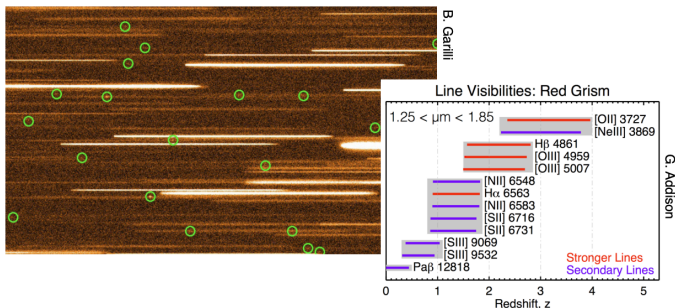 B. Garilli
Line Visibilities: Red Grism
1.25 < μm < 1.85
[OII] 3727
[NeIII] 3869
Hβ 4861
[OIII] 4959
[OIII] 5007
[NII] 6548
Hα 6563
[NII] 6583
[SII] 6716
[SII] 6731
[SIII] 9069
[SIII] 9532
Paβ 12818
Stronger Lines
Secondary Lines
0 1 2 3 4 5
Redshift, z
G. Addison